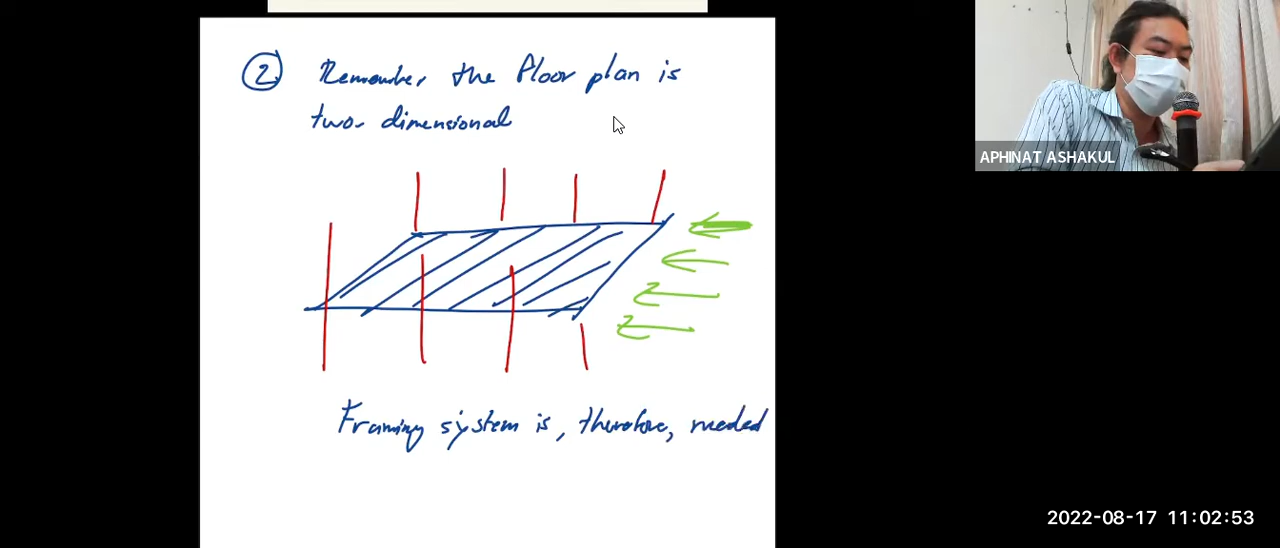 ② Remember the floor plan is
two-dimensional
Framing system is, therefore, needed
APHINAT ASHAKUL
2022-08-17 11:02:53